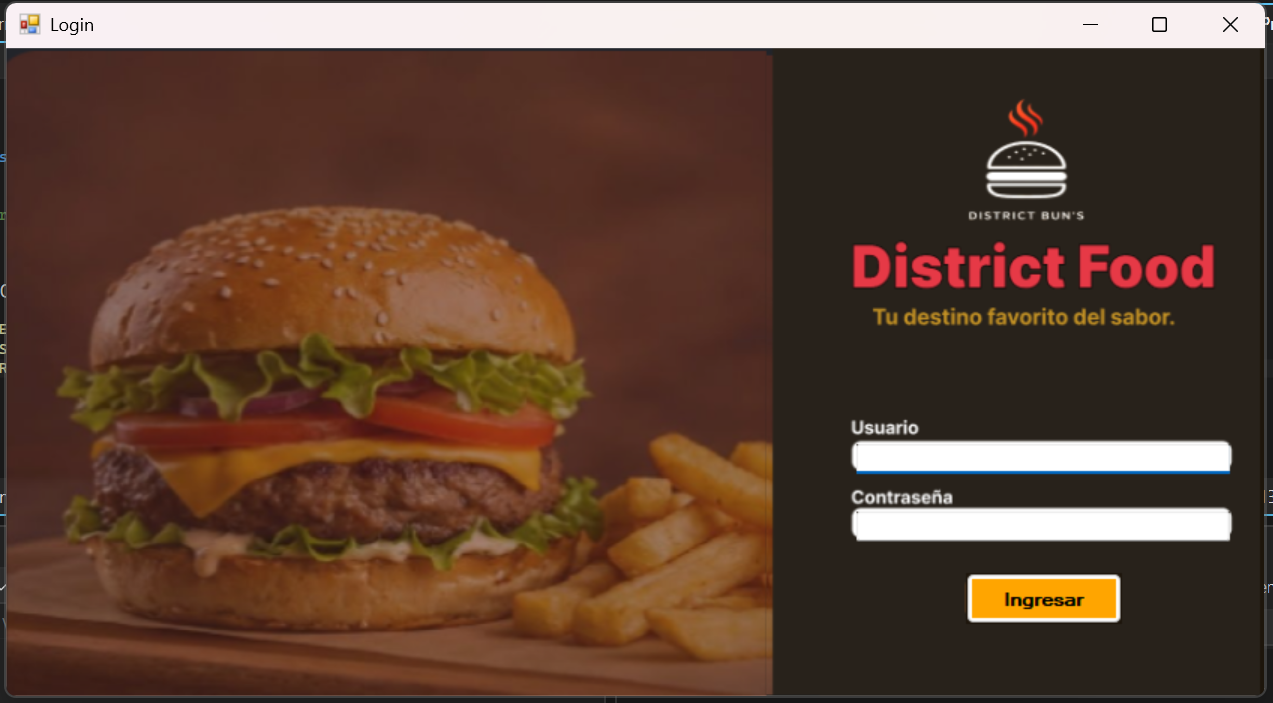 Login
DISTRICT BUN'S
District Food
Tu destino favorito del sabor.
Usuario
Contraseña
Ingresar